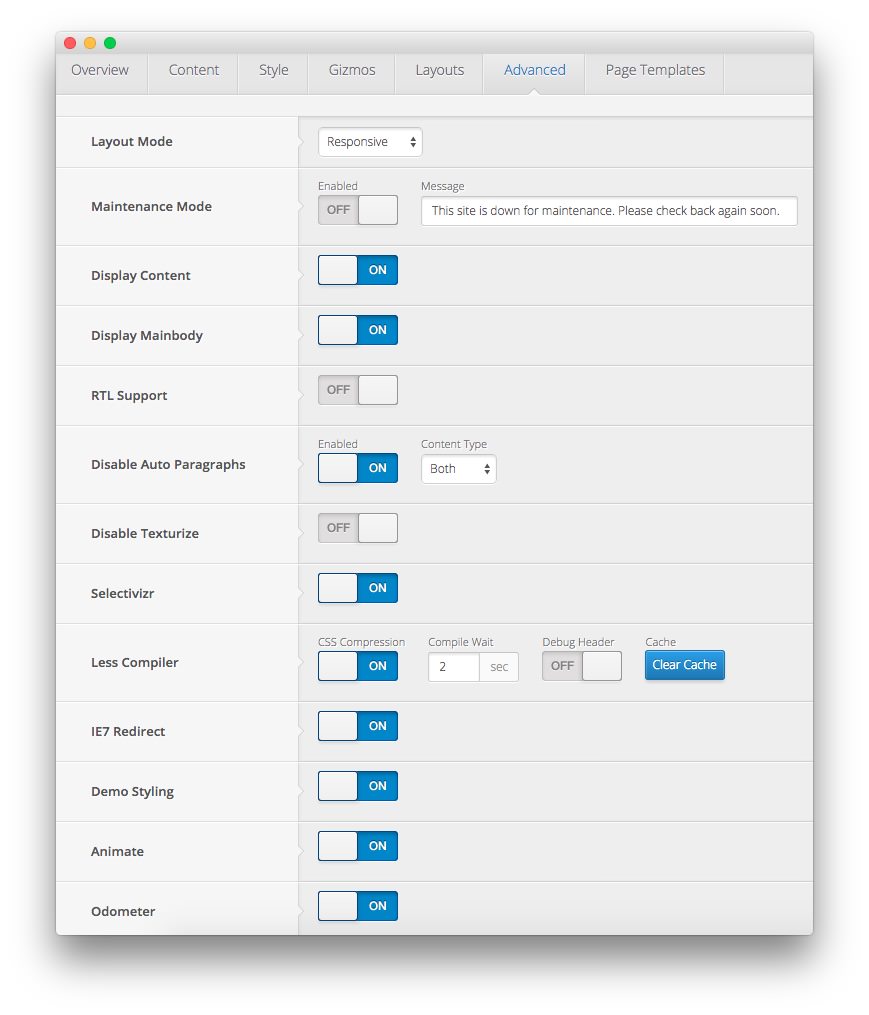 Overview Content Style Gizmos Layouts Advanced Page Templates
Layout Mode
Responsive
Maintenance Mode
Enabled Message
OFF This site is down for maintenance. Please check back again soon.
Display Content
ON
Display Mainbody
ON
RTL Support
OFF
Disable Auto Paragraphs
Enabled Content Type
ON Both
Disable Texturize
OFF
Selectivizr
ON
Less Compiler
CSS Compression Compile Wait Debug Header Cache
ON 2 sec OFF Clear Cache
IE7 Redirect
ON
Demo Styling
ON
Animate
ON
Odometer
ON